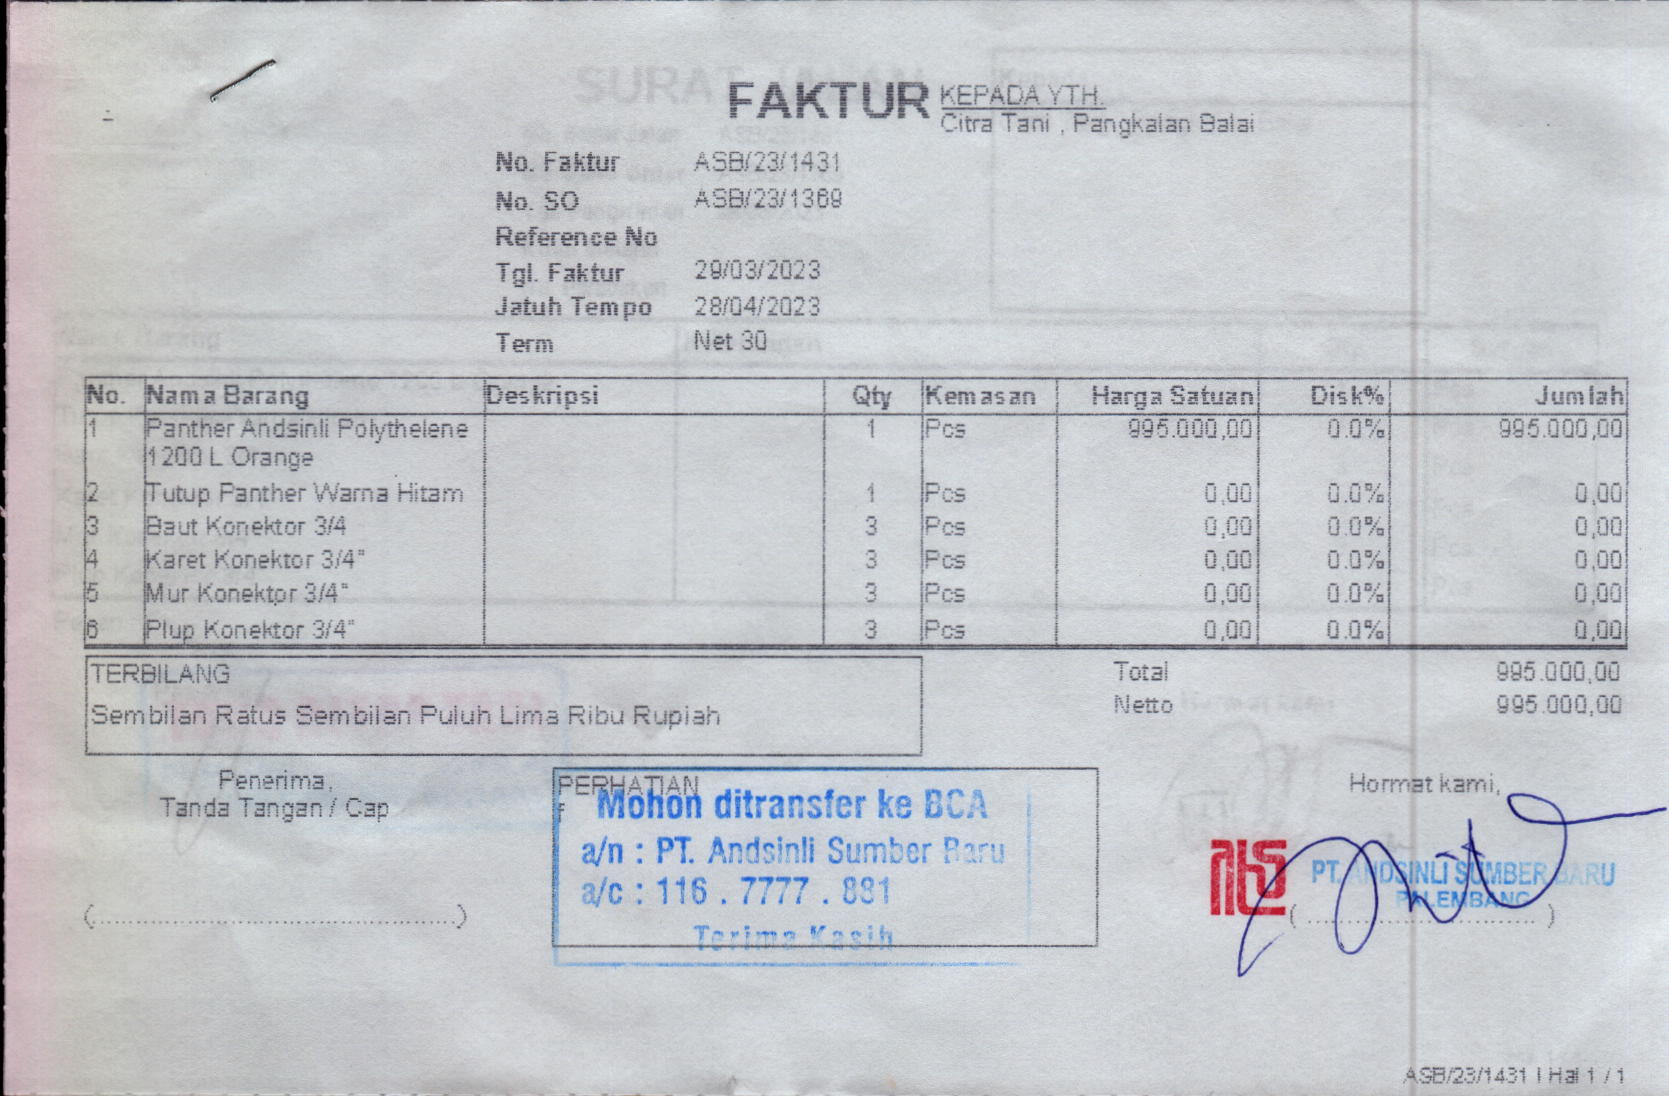 FAKTUR
KEPADA YTH.
Citra Tani , Pangkalan Balai
No. Faktur ASB/23/1431
No. SO ASB/23/1369
Reference No
Tgl. Faktur 29/03/2023
Jatuh Tempo 28/04/2023
Term Net 30
No. Nama Barang Deskripsi Qty Kemasan Harga Satuan Disk% Jumlah
1 Panther Andsinli Polythelene 1 Pcs 995.000,00 0.0% 995.000,00
1200 L Orange
2 Tutup Panther Warna Hitam 1 Pcs 0,00 0.0% 0,00
3 Baut Konektor 3/4 3 Pcs 0,00 0.0% 0,00
4 Karet Konektor 3/4" 3 Pcs 0,00 0.0% 0,00
5 Mur Konektor 3/4" 3 Pcs 0,00 0.0% 0,00
6 Plup Konektor 3/4" 3 Pcs 0,00 0.0% 0,00
TERBILANG
Sembilan Ratus Sembilan Puluh Lima Ribu Rupiah
Total 995.000,00
Netto 995.000,00
Penerima,
Tanda Tangan / Cap
(..........................................................)
PERHATIAN
Mohon ditransfer ke BCA
a/n : PT. Andsinli Sumber Baru
a/c : 116 . 7777 . 881
Terima Kasih
Hormat kami,
PT. ANDSINLI SUMBER BARU
PALEMBANG
( ..................................... )
ASB/23/1431 | Hal 1 / 1